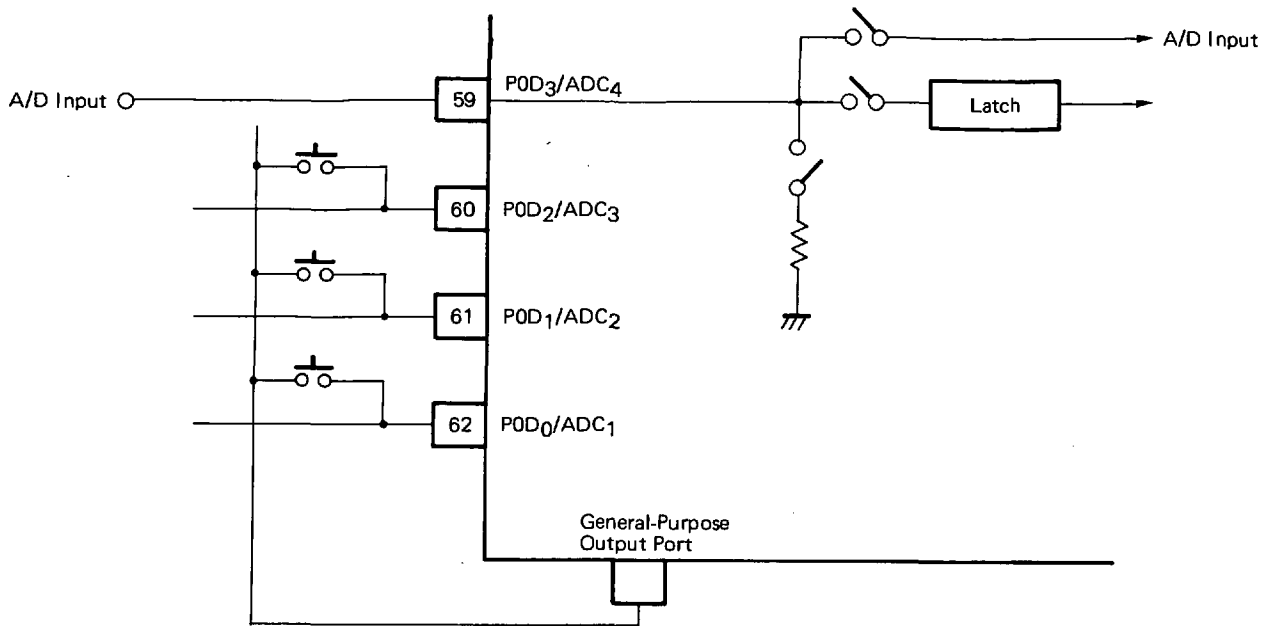 A/D Input
59
P0D3/ADC4
A/D Input
Latch
60
P0D2/ADC3
61
P0D1/ADC2
62
P0D0/ADC1
General-Purpose
Output Port